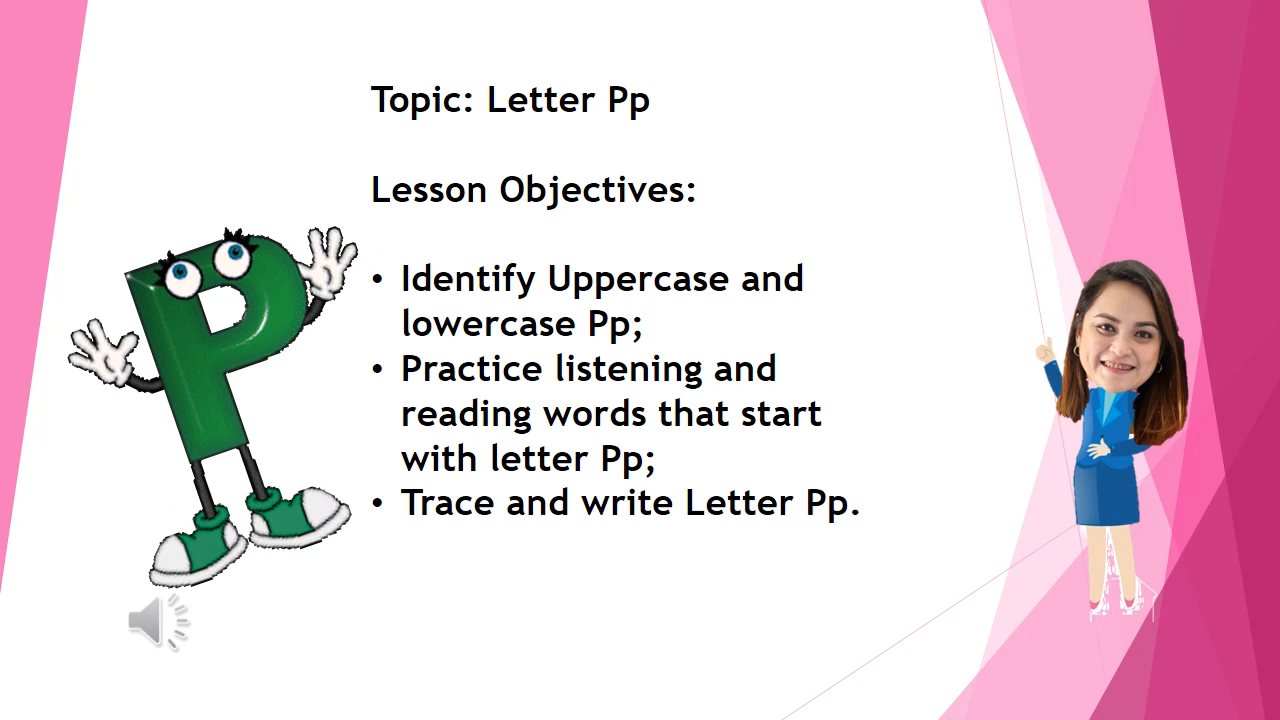 Topic: Letter Pp
Lesson Objectives:
• Identify Uppercase and
lowercase Pp;
• Practice listening and
reading words that start
with letter Pp;
• Trace and write Letter Pp.